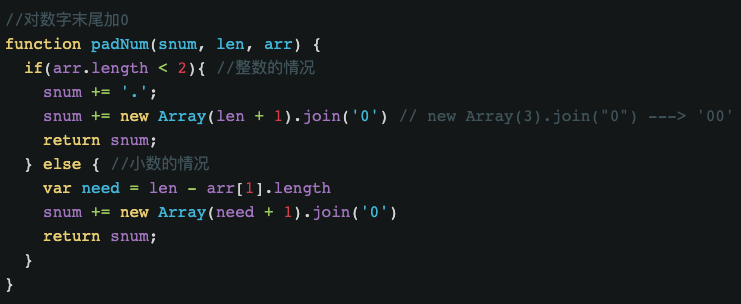 //对数字末尾加0
function padNum(snum, len, arr) {
  if(arr.length < 2){ //整数的情况
    snum += '.';
    snum += new Array(len + 1).join('0') // new Array(3).join("0") ---> '00'
    return snum;
  } else { //小数的情况
    var need = len - arr[1].length
    snum += new Array(need + 1).join('0')
    return snum;
  }
}